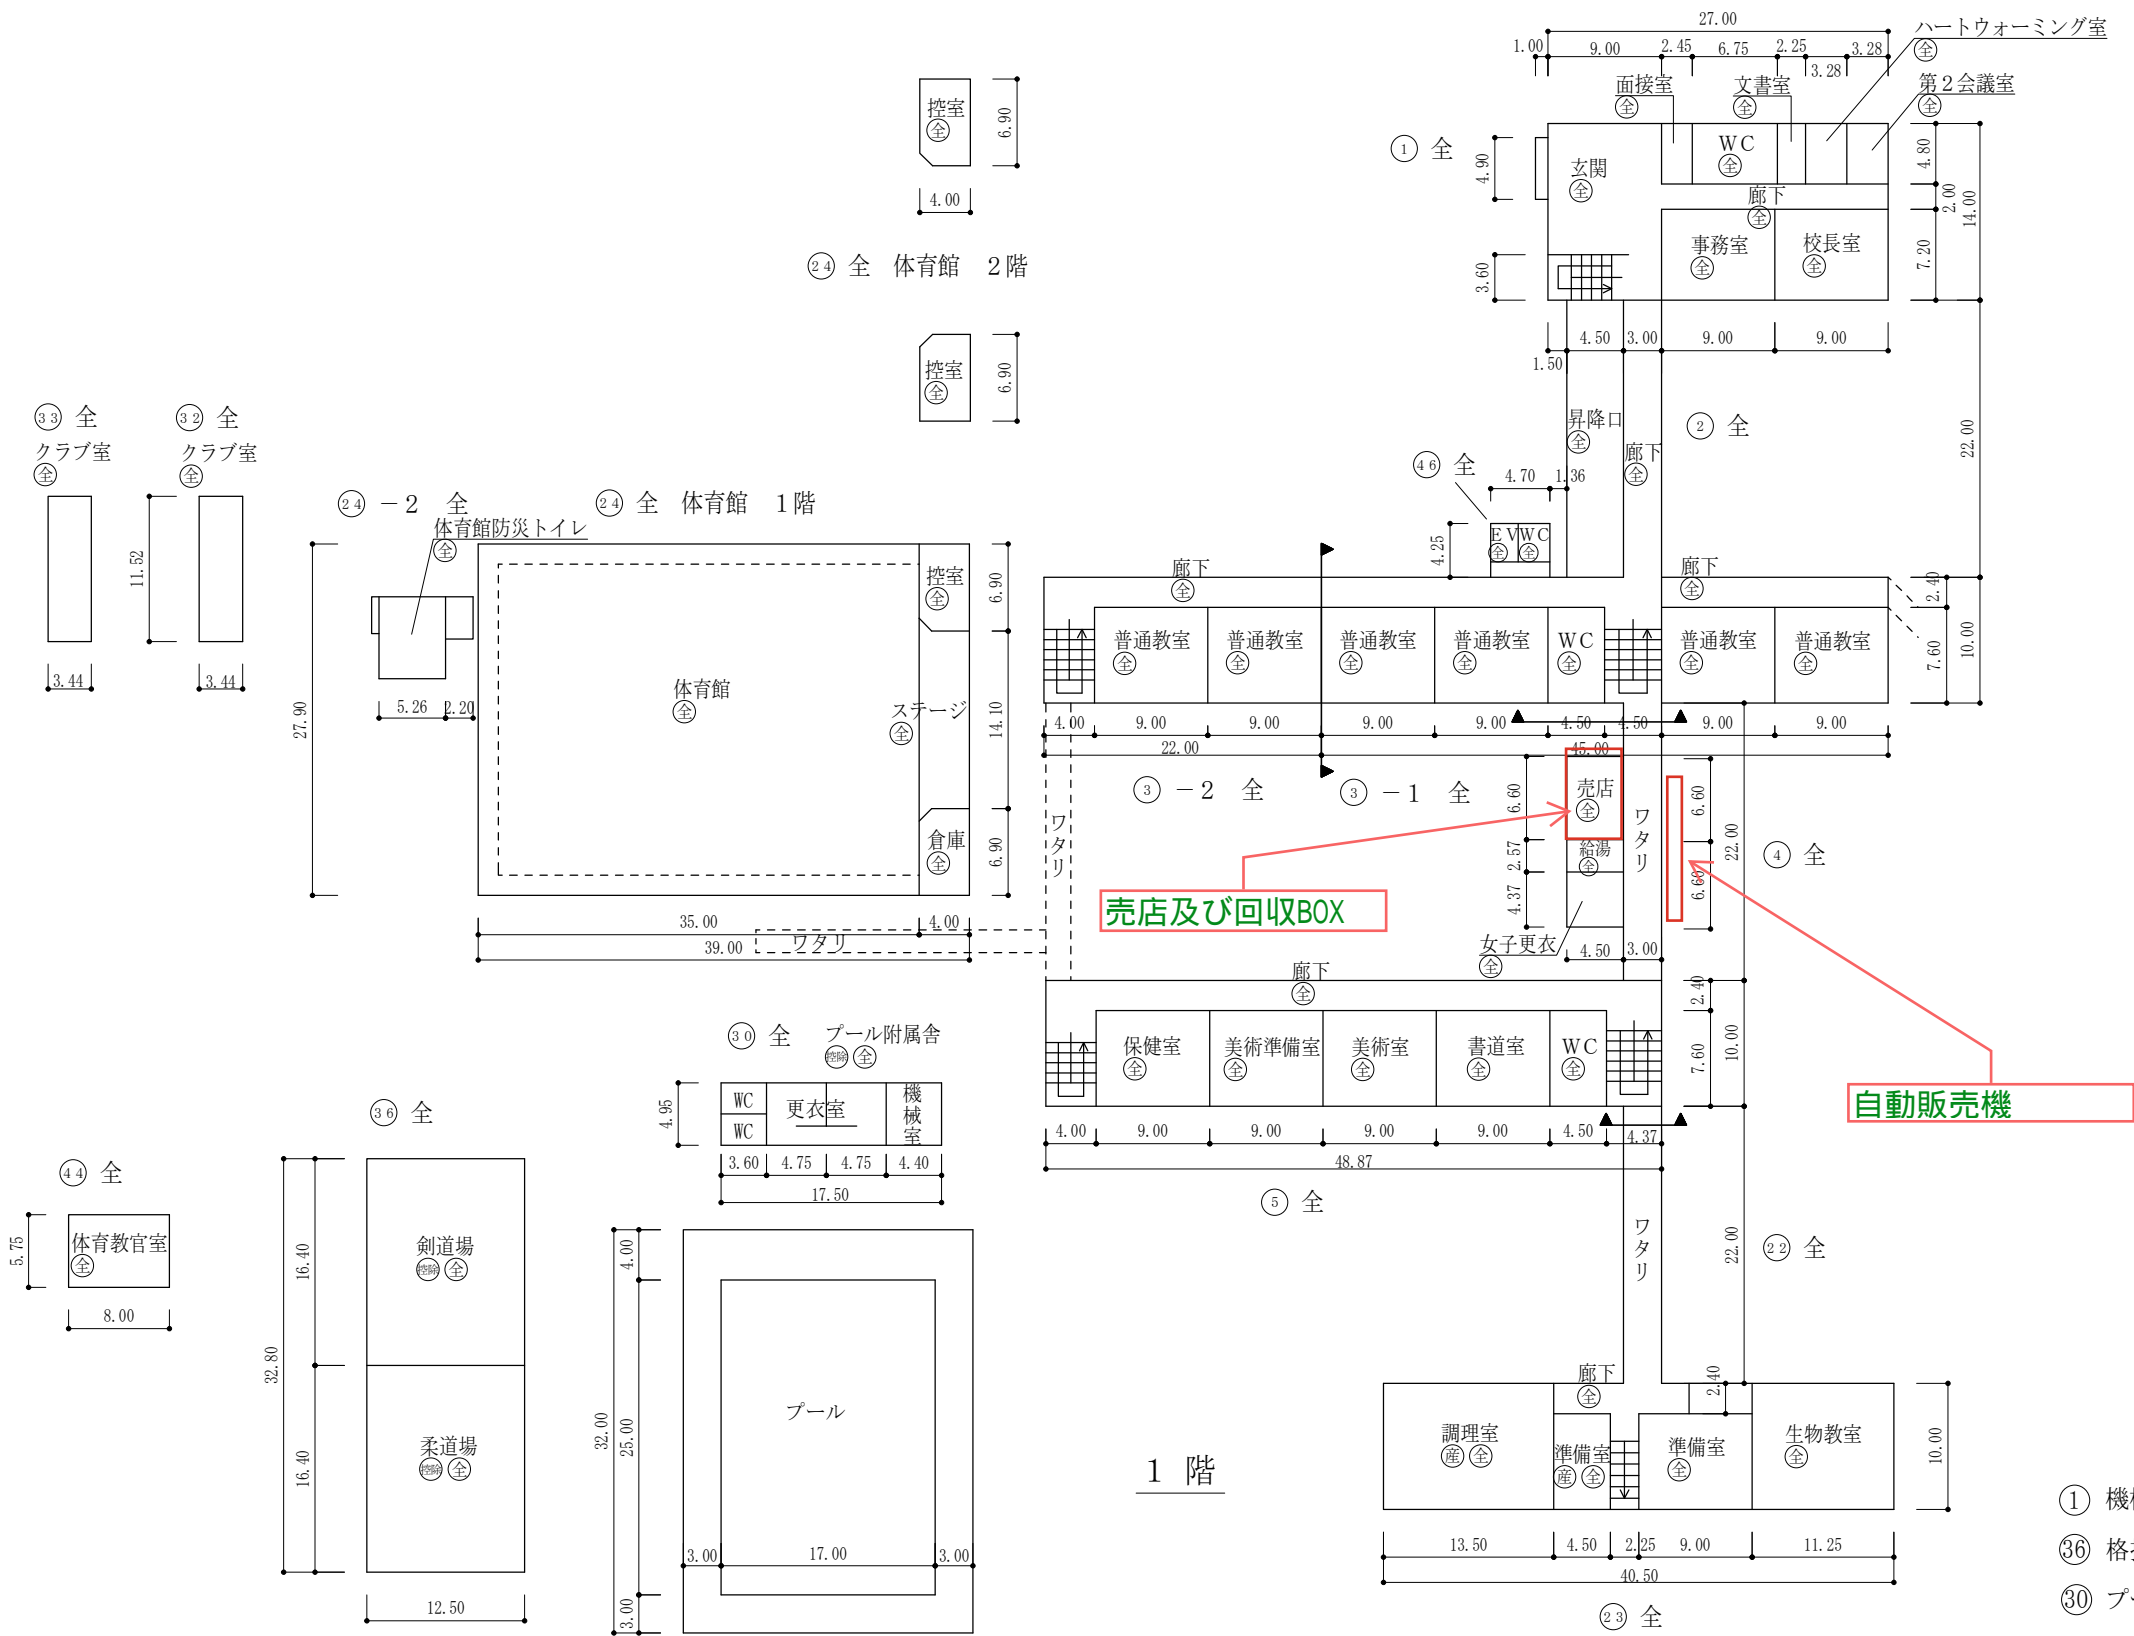 27.00
1.00 9.00 2.45 6.75 2.25 3.28 3.28
ハートウォーミング室
全
面接室
全
文書室
全
第2会議室
全
① 全
4.90
3.60
玄関
全
WC
全
廊下
全
事務室
全
校長室
全
4.80
2.00
7.20
14.00
1.50 4.50 3.00 9.00 9.00
控室
全
6.90
4.00
㉔ 全 体育館 2階
控室
全
6.90
㉝ 全
クラブ室
全
3.44
㉜ 全
クラブ室
全
11.52
3.44
㉔-2 全
体育館防災トイレ
全
5.26 2.20
㉔ 全 体育館 1階
27.90
体育館
全
控室
全
ステージ
全
倉庫
全
6.90
14.10
6.90
35.00 4.00
39.00
ワタリ
昇降口
全
廊下
全
② 全
22.00
㊻ 全
4.70 1.36
4.25
EV
全
WC
全
廊下
全
廊下
全
普通教室
全
普通教室
全
普通教室
全
普通教室
全
WC
全
普通教室
全
普通教室
全
2.40
7.60
10.00
4.00 9.00 9.00 9.00 9.00 4.50 4.50 9.00 9.00
22.00 45.00
③-2 全
③-1 全
ワタリ
売店
全
給湯
全
女子更衣
全
6.60
2.57
4.37
4.50 3.00
ワタリ
6.60
6.60
22.00
④ 全
売店及び回収BOX
自動販売機
廊下
全
保健室
全
美術準備室
全
美術室
全
書道室
全
WC
全
2.40
7.60
10.00
4.00 9.00 9.00 9.00 9.00 4.50 4.37
48.87
⑤ 全
㉚ 全 プール附属舎
控除 全
4.95
WC
WC
更衣室
機械室
3.60 4.75 4.75 4.40
17.50
㊱ 全
剣道場
控除 全
柔道場
控除 全
16.40
16.40
32.80
12.50
㊹ 全
体育教官室
全
5.75
8.00
プール
4.00
25.00
3.00
32.00
3.00 17.00 3.00
ワタリ
22.00
㉒ 全
1 階
廊下
全
調理室
産 全
準備室
産 全
準備室
全
生物教室
全
2.40
10.00
13.50 4.50 2.25 9.00 11.25
40.50
㉓ 全
① 機
㊱ 格
㉚ プ